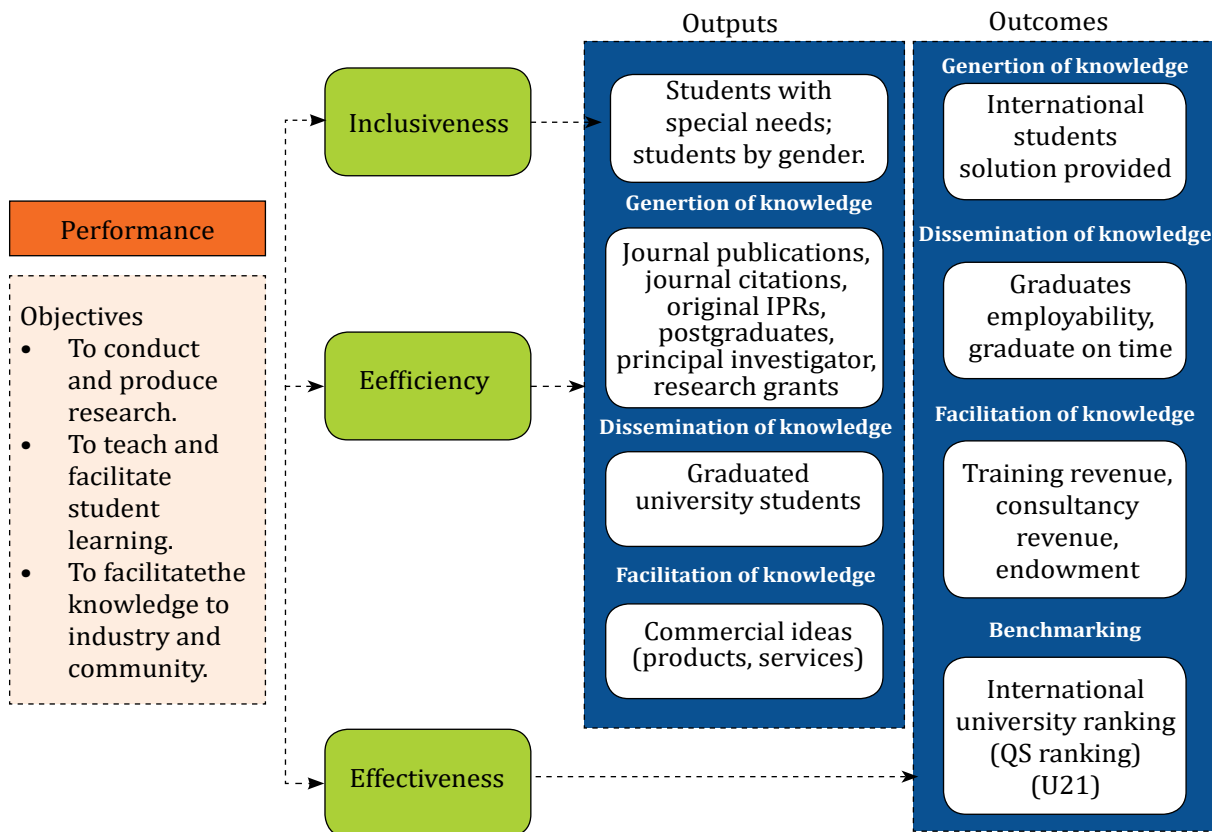 Performance
Objectives
• To conduct
and produce
research.
• To teach and
facilitate
student
learning.
• To facilitatethe
knowledge to
industry and
community.
Inclusiveness
Eefficiency
Effectiveness
Outputs
Students with
special needs;
students by gender.
Genertion of knowledge
Journal publications,
journal citations,
original IPRs,
postgraduates,
principal investigator,
research grants
Dissemination of knowledge
Graduated
university students
Facilitation of knowledge
Commercial ideas
(products, services)
Outcomes
Genertion of knowledge
International
students
solution provided
Dissemination of knowledge
Graduates
employability,
graduate on time
Facilitation of knowledge
Training revenue,
consultancy
revenue,
endowment
Benchmarking
International
university ranking
(QS ranking)
(U21)